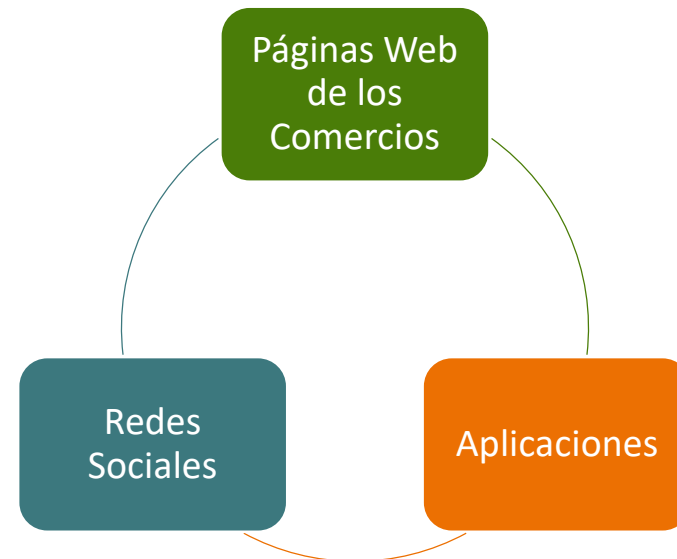 Páginas Web
de los
Comercios
Redes
Sociales
Aplicaciones